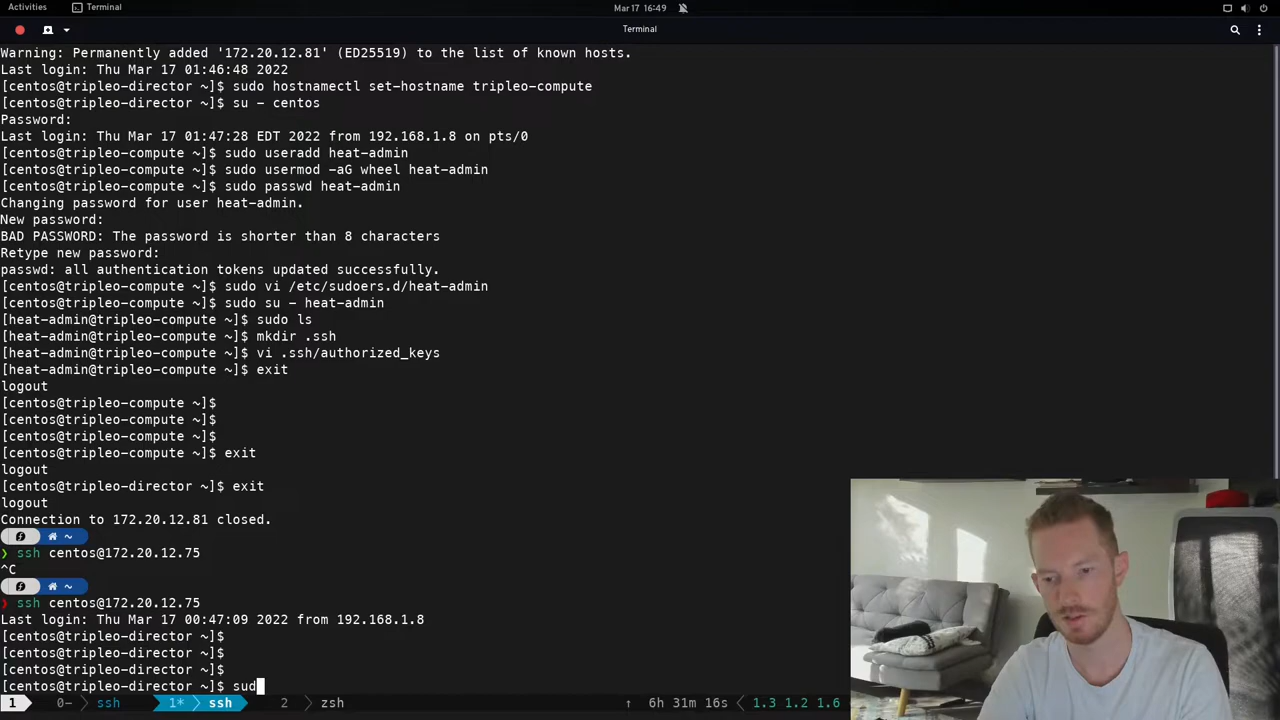 Activities
Terminal
Mar 17 16:49
Terminal
Warning: Permanently added '172.20.12.81' (ED25519) to the list of known hosts.
Last login: Thu Mar 17 01:46:48 2022
[centos@tripleo-director ~]$ sudo hostnamectl set-hostname tripleo-compute
[centos@tripleo-director ~]$ su - centos
Password:
Last login: Thu Mar 17 01:47:28 EDT 2022 from 192.168.1.8 on pts/0
[centos@tripleo-compute ~]$ sudo useradd heat-admin
[centos@tripleo-compute ~]$ sudo usermod -aG wheel heat-admin
[centos@tripleo-compute ~]$ sudo passwd heat-admin
Changing password for user heat-admin.
New password:
BAD PASSWORD: The password is shorter than 8 characters
Retype new password:
passwd: all authentication tokens updated successfully.
[centos@tripleo-compute ~]$ sudo vi /etc/sudoers.d/heat-admin
[centos@tripleo-compute ~]$ sudo su - heat-admin
[heat-admin@tripleo-compute ~]$ sudo ls
[heat-admin@tripleo-compute ~]$ mkdir .ssh
[heat-admin@tripleo-compute ~]$ vi .ssh/authorized_keys
[heat-admin@tripleo-compute ~]$ exit
logout
[centos@tripleo-compute ~]$
[centos@tripleo-compute ~]$
[centos@tripleo-compute ~]$
[centos@tripleo-compute ~]$ exit
logout
[centos@tripleo-director ~]$ exit
logout
Connection to 172.20.12.81 closed.
~
❯ ssh centos@172.20.12.75
^C
~
❯ ssh centos@172.20.12.75
Last login: Thu Mar 17 00:47:09 2022 from 192.168.1.8
[centos@tripleo-director ~]$
[centos@tripleo-director ~]$
[centos@tripleo-director ~]$
[centos@tripleo-director ~]$ sud
1 0- ssh 1* ssh 2 zsh ↑ 6h 31m 16s 1.3 1.2 1.6